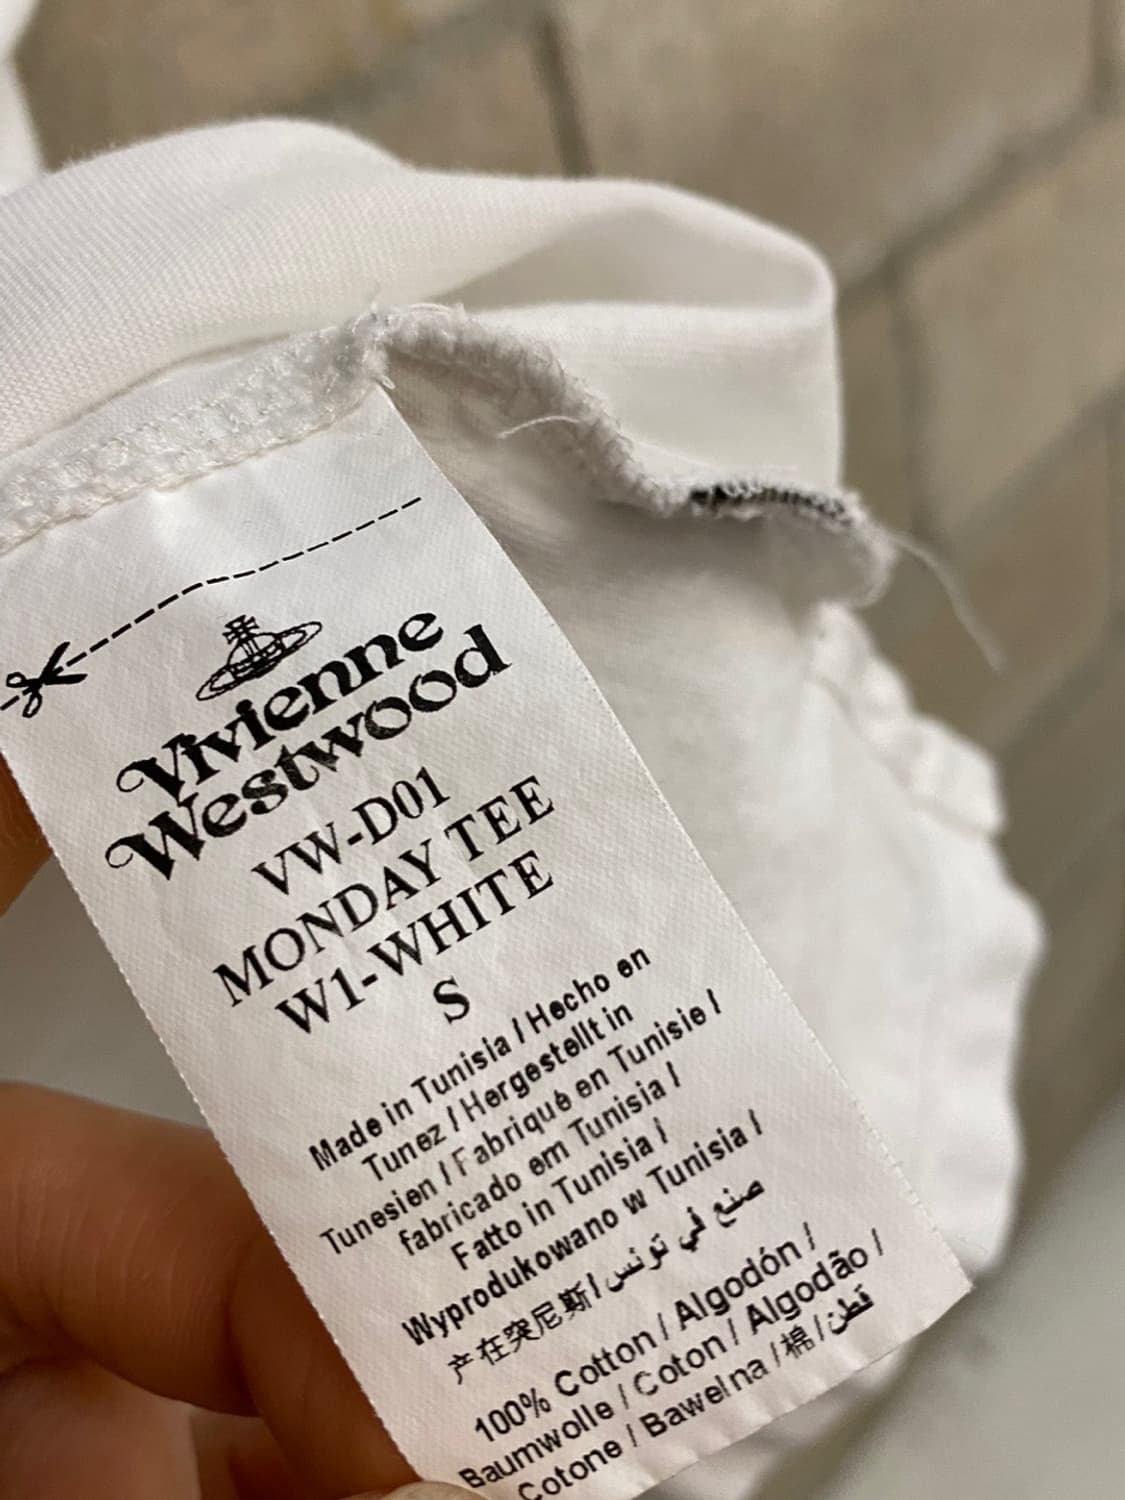 Vivienne
Westwood
VW-D01
MONDAY TEE
W1-WHITE
S
Made in Tunisia / Hecho en
Tunez / Hergestellt in
Tunesien / Fabriqué en Tunisie /
fabricado em Tunisia /
Fatto in Tunisia /
Wyprodukowano w Tunisia /
产在突尼斯/ صنع في تونس
100% Cotton / Algodón /
Baumwolle / Coton / Algodão /
Cotone / Bawełna / 棉 / قطن